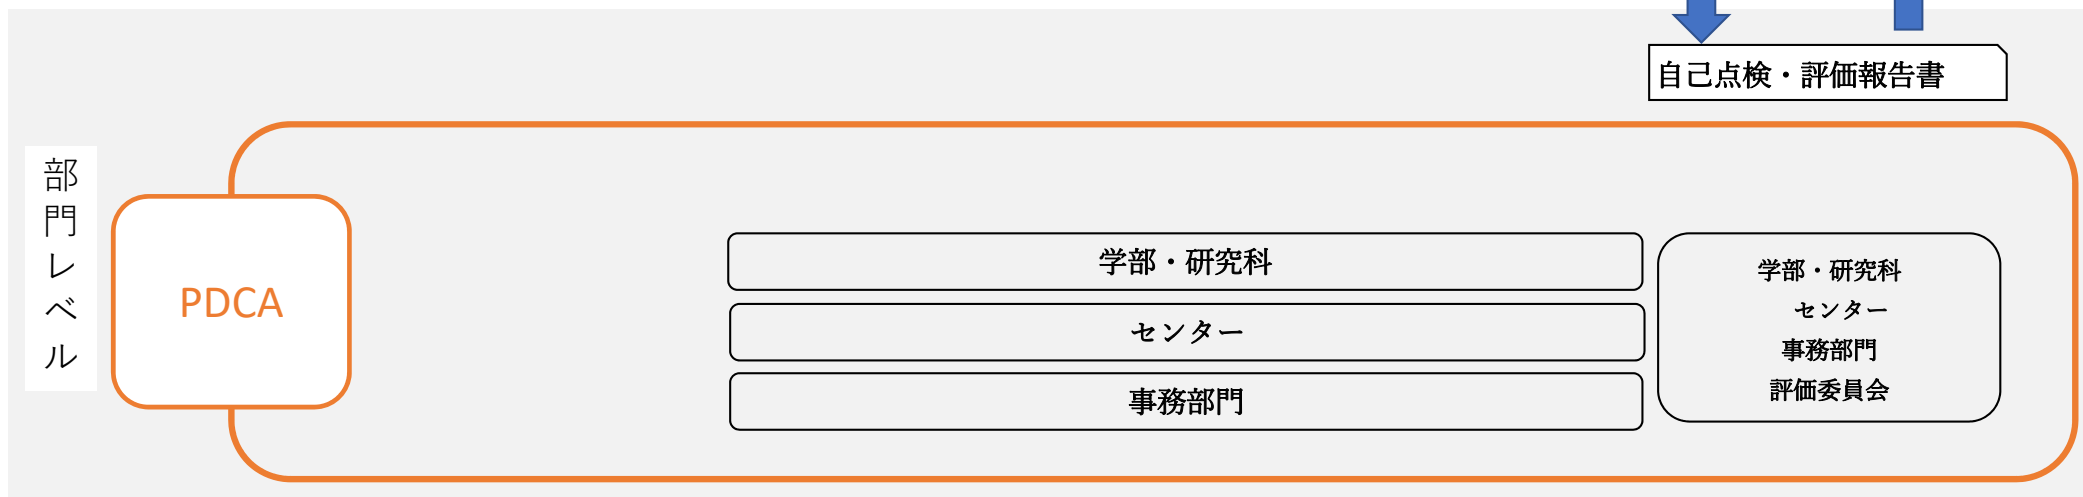 自己点検・評価報告書
部門レベル
PDCA
学部・研究科
センター
事務部門
学部・研究科
センター
事務部門
評価委員会